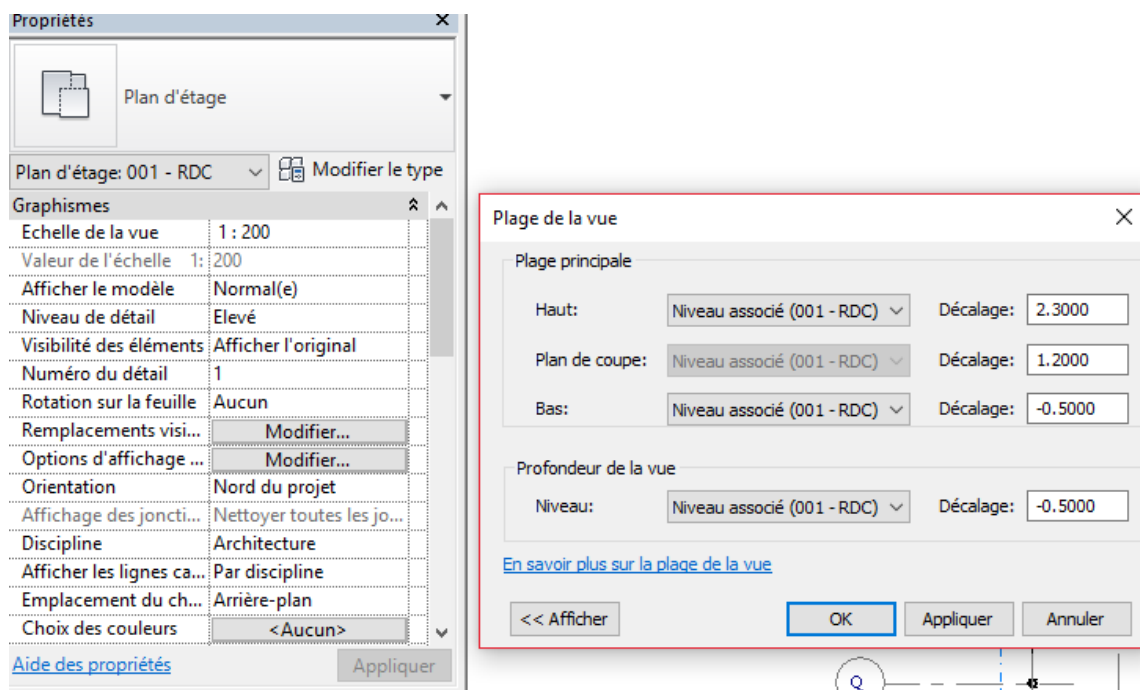 Propriétés
Plan d'étage
Plan d'étage: 001 - RDC Modifier le type
Graphismes
Echelle de la vue 1 : 200
Valeur de l'échelle 1: 200
Afficher le modèle Normal(e)
Niveau de détail Elevé
Visibilité des éléments Afficher l'original
Numéro du détail 1
Rotation sur la feuille Aucun
Remplacements visi... Modifier...
Options d'affichage ... Modifier...
Orientation Nord du projet
Affichage des joncti... Nettoyer toutes les jo...
Discipline Architecture
Afficher les lignes ca... Par discipline
Emplacement du ch... Arrière-plan
Choix des couleurs <Aucun>
Aide des propriétés Appliquer
Plage de la vue
Plage principale
Haut: Niveau associé (001 - RDC) Décalage: 2.3000
Plan de coupe: Niveau associé (001 - RDC) Décalage: 1.2000
Bas: Niveau associé (001 - RDC) Décalage: -0.5000
Profondeur de la vue
Niveau: Niveau associé (001 - RDC) Décalage: -0.5000
En savoir plus sur la plage de la vue
<< Afficher OK Appliquer Annuler
Q